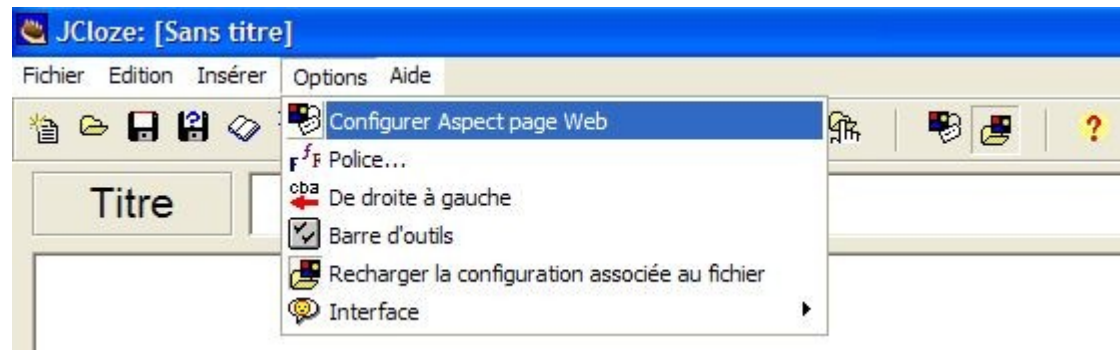 JCloze: [Sans titre]
Fichier Edition Insérer Options Aide
Configurer Aspect page Web
Police...
cba De droite à gauche
Barre d'outils
Titre
Recharger la configuration associée au fichier
Interface